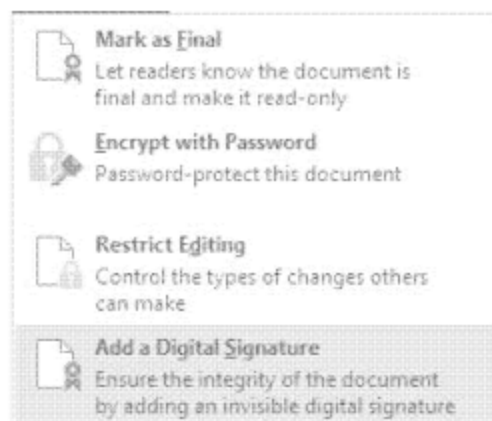 Mark as Final
Let readers know the document is
final and make it read-only
Encrypt with Password
Password-protect this document
Restrict Editing
Control the types of changes others
can make
Add a Digital Signature
Ensure the integrity of the document
by adding an invisible digital signature